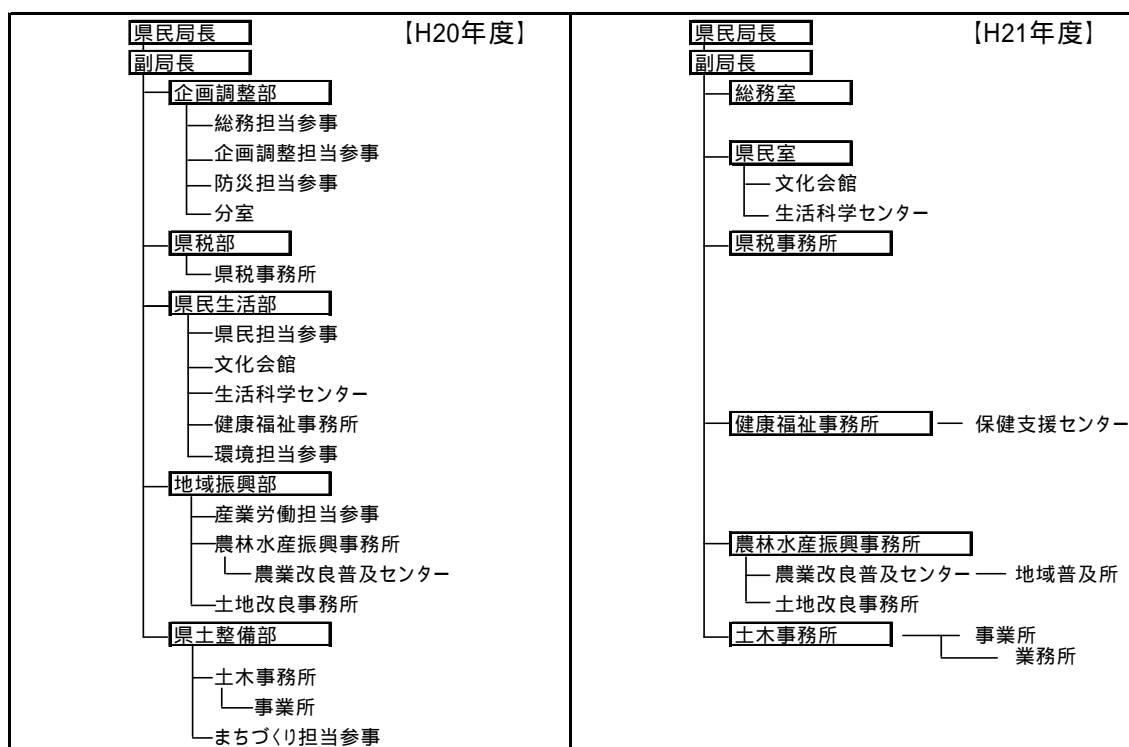 【H20年度】
県民局長
副局長
企画調整部
総務担当参事
企画調整担当参事
防災担当参事
分室
県税部
県税事務所
県民生活部
県民担当参事
文化会館
生活科学センター
健康福祉事務所
環境担当参事
地域振興部
産業労働担当参事
農林水産振興事務所
農業改良普及センター
土地改良事務所
県土整備部
土木事務所
事業所
まちづくり担当参事
【H21年度】
県民局長
副局長
総務室
県民室
文化会館
生活科学センター
県税事務所
健康福祉事務所 保健支援センター
農林水産振興事務所
農業改良普及センター 地域普及所
土地改良事務所
土木事務所 事業所
業務所